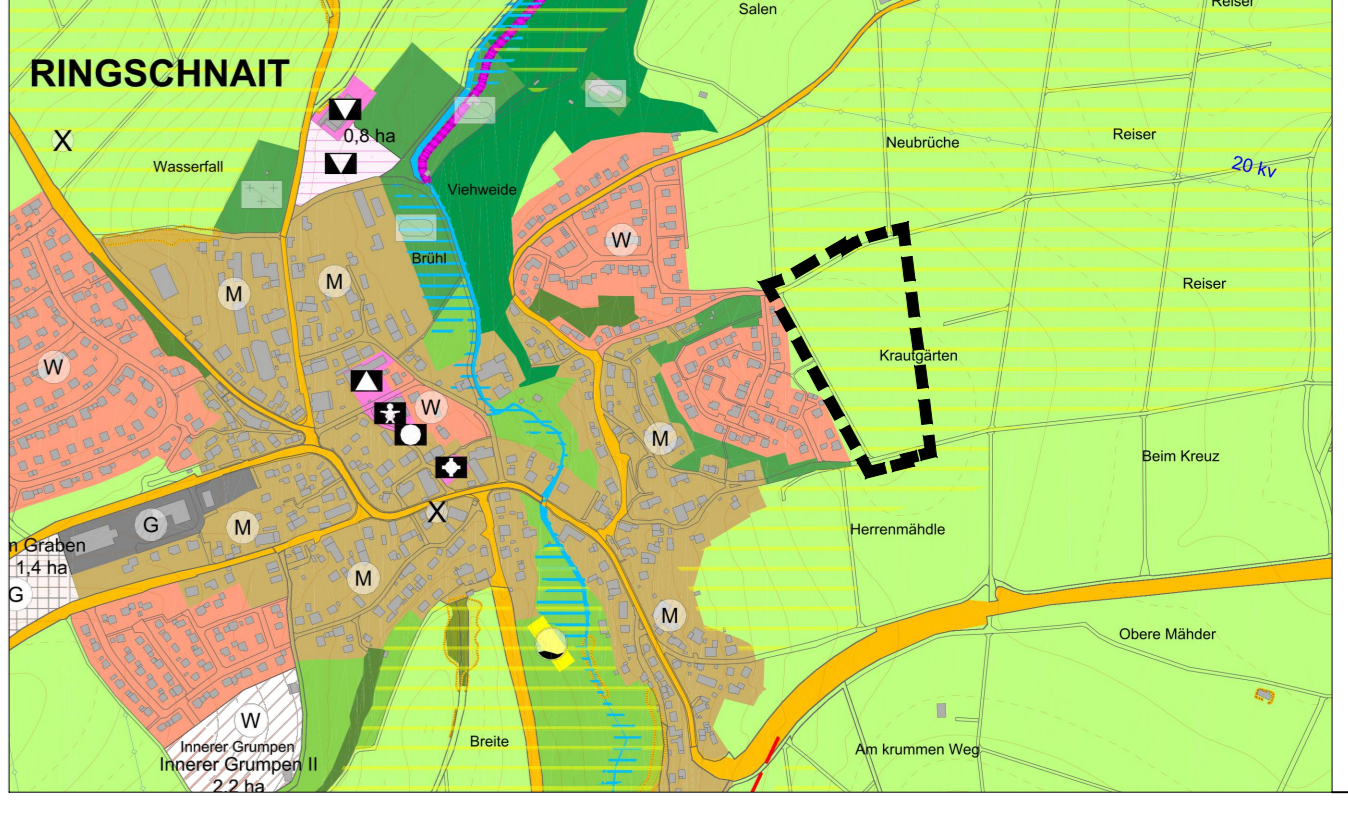 Salen
Reiser
RINGSCHNAIT
X
0,8 ha
Wasserfall
Neubrüche
Reiser
20 kv
Viehweide
W
Brühl
M
M
Reiser
Krautgärten
W
W
M
Beim Kreuz
X
G
M
Herrenmähdle
Graben
1,4 ha
G
M
M
Obere Mähder
W
Innerer Grumpen
Innerer Grumpen II
2,2 ha
Breite
Am krummen Weg